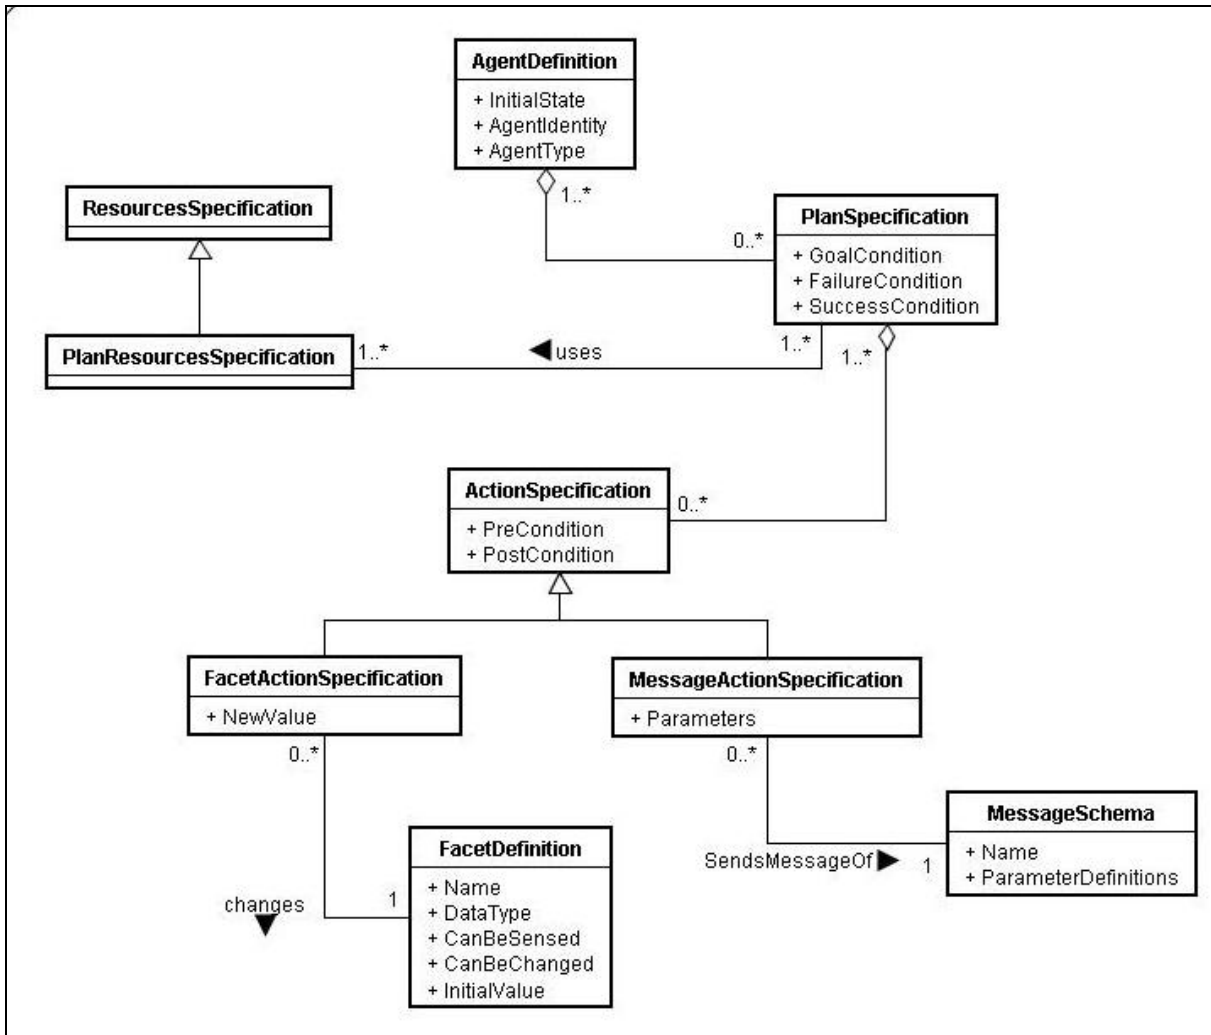 AgentDefinition
+ InitialState
+ AgentIdentity
+ AgentType
1..*
ResourcesSpecification
PlanSpecification
0..*
+ GoalCondition
+ FailureCondition
+ SuccessCondition
PlanResourcesSpecification
1..*
uses
1..*
1..*
ActionSpecification
0..*
+ PreCondition
+ PostCondition
FacetActionSpecification
+ NewValue
0..*
MessageActionSpecification
+ Parameters
0..*
MessageSchema
+ Name
+ ParameterDefinitions
SendsMessageOf
1
FacetDefinition
+ Name
+ DataType
+ CanBeSensed
+ CanBeChanged
+ InitialValue
changes
1